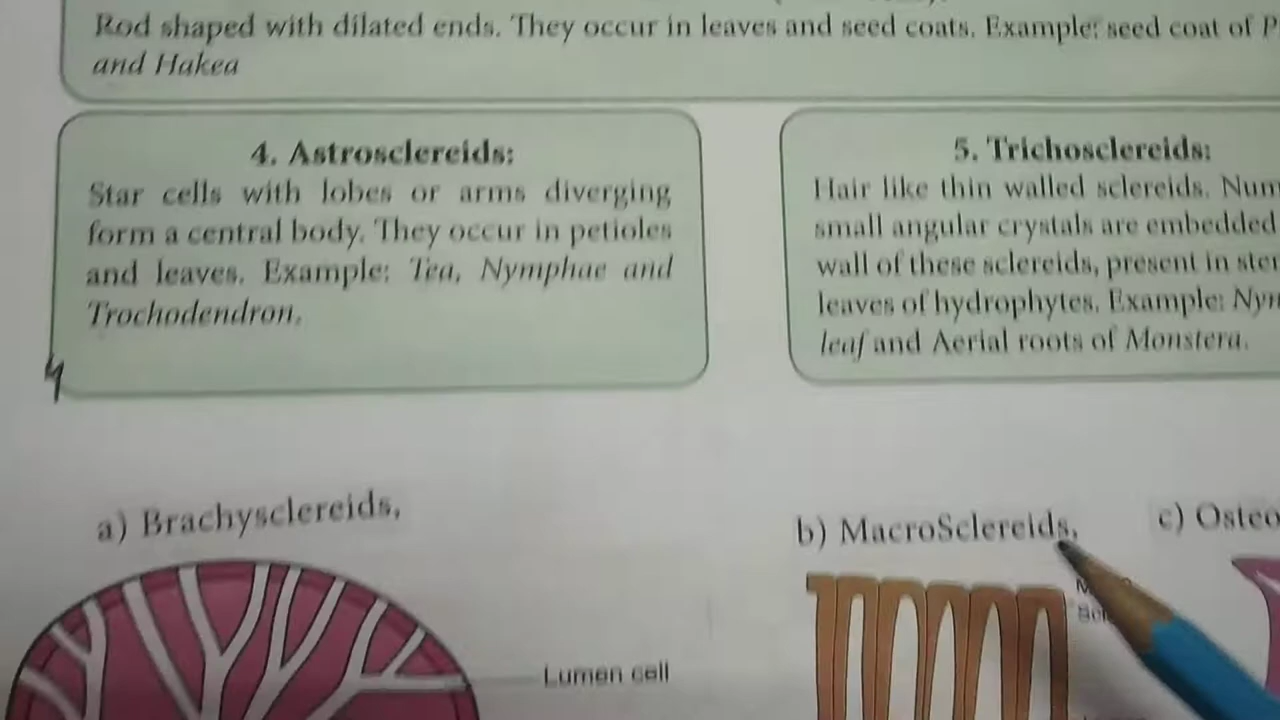 Rod shaped with dilated ends. They occur in leaves and seed coats. Example: seed coat of
and Hakea
4. Astrosclereids:
Star cells with lobes or arms diverging
form a central body. They occur in petioles
and leaves. Example: Tea, Nymphae and
Trochodendron.
5. Trichosclereids:
Hair like thin walled sclereids.
small angular crystals are embedded
wall of these sclereids, present in
leaves of hydrophytes. Example:
leaf and Aerial roots of Monstera.
a) Brachysclereids,
b) MacroSclereids,
c)
Lumen cell